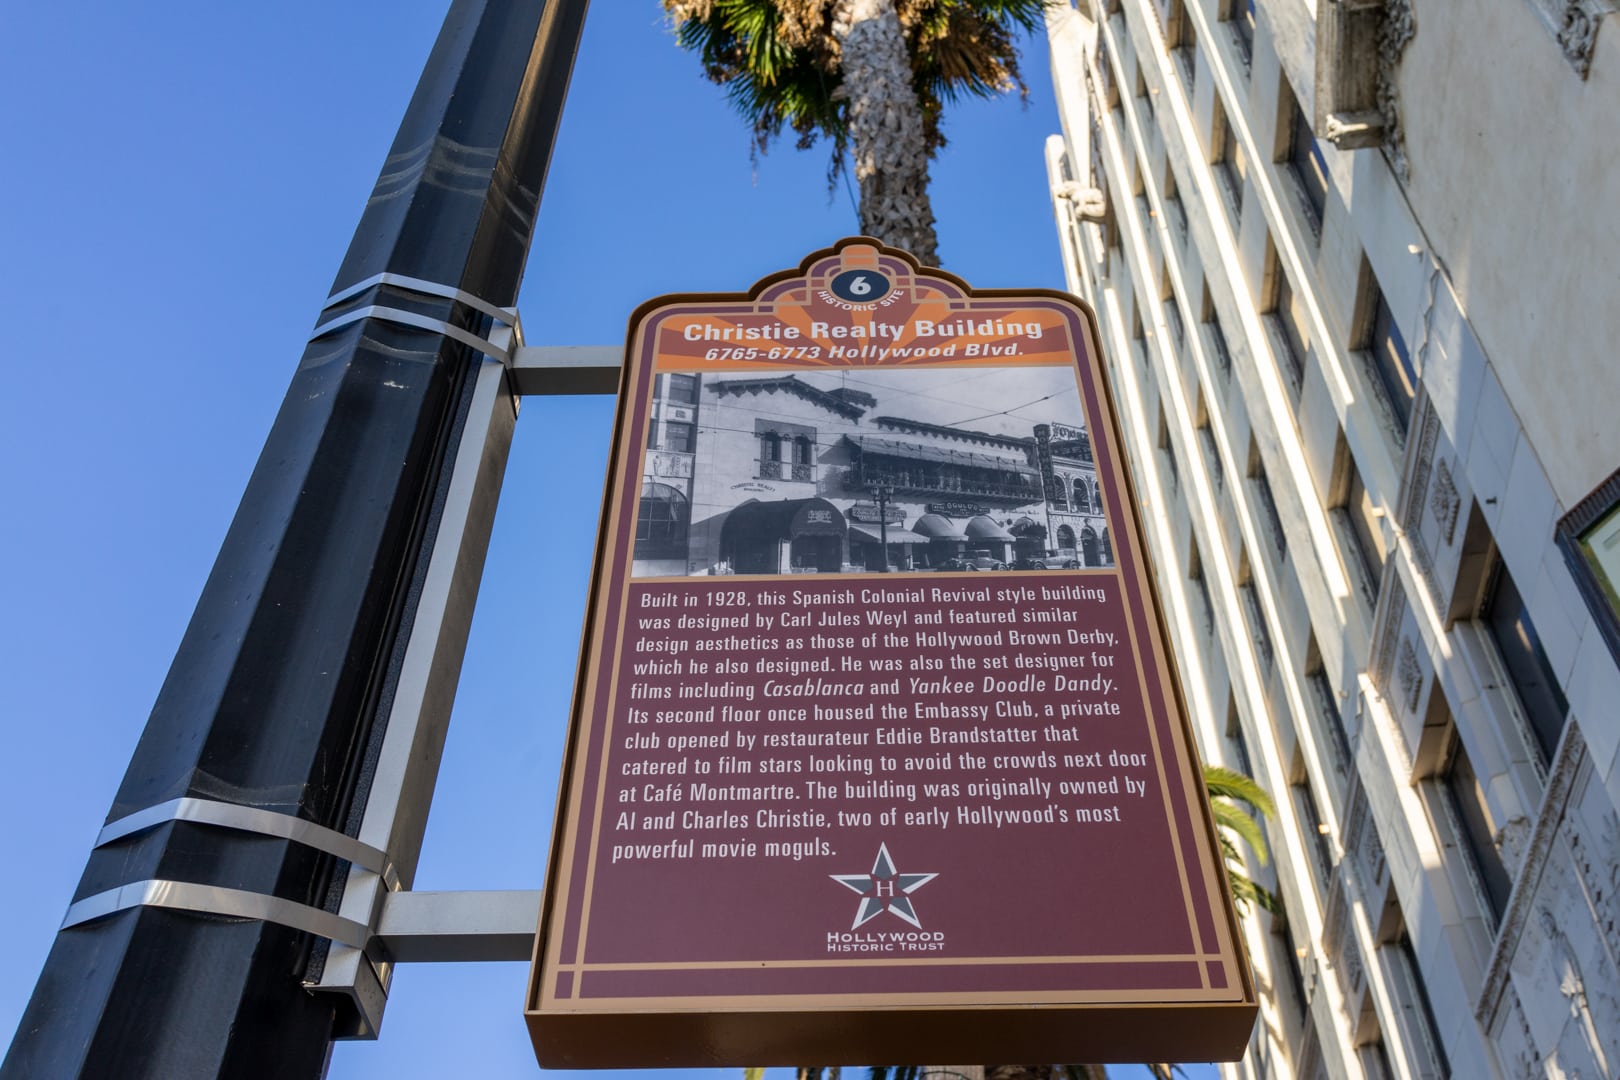 6
HISTORIC SITE
Christie Realty Building
6765-6773 Hollywood Blvd.
CHRISTIE REALTY
BUILDING
Built in 1928, this Spanish Colonial Revival style building
was designed by Carl Jules Weyl and featured similar
design aesthetics as those of the Hollywood Brown Derby,
which he also designed. He was also the set designer for
films including Casablanca and Yankee Doodle Dandy.
Its second floor once housed the Embassy Club, a private
club opened by restaurateur Eddie Brandstatter that
catered to film stars looking to avoid the crowds next door
at Café Montmartre. The building was originally owned by
Al and Charles Christie, two of early Hollywood's most
powerful movie moguls.
H
HOLLYWOOD
HISTORIC TRUST